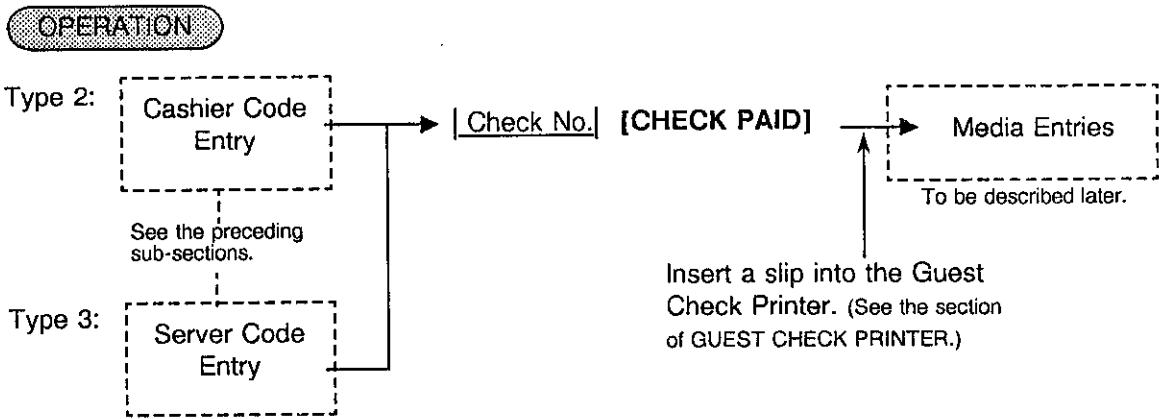 OPERATION
Type 2:
Cashier Code
Entry
Check No. [CHECK PAID]
Media Entries
To be described later.
See the preceding
sub-sections.
Insert a slip into the Guest
Check Printer. (See the section
of GUEST CHECK PRINTER.)
Type 3:
Server Code
Entry